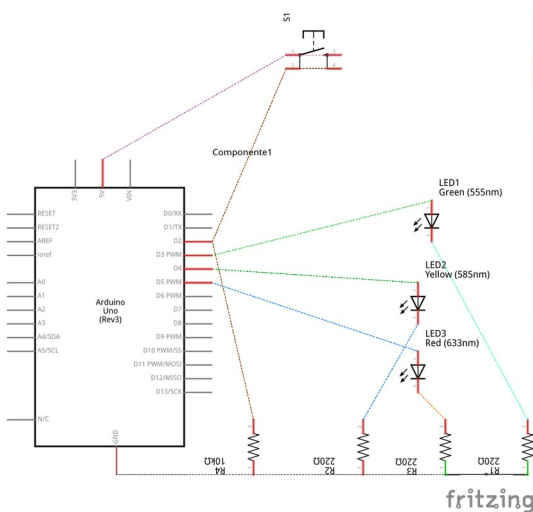 S1
Componente1
3V3
5V
VIN
RESET
RESET2
AREF
ioref
A0
A1
A2
A3
A4/SDA
A5/SCL
N/C
Arduino
Uno
(Rev3)
D0/RX
D1/TX
D2
D3 PWM
D4
D5 PWM
D6 PWM
D7
D8
D9 PWM
D10 PWM/SS
D11 PWM/MOSI
D12/MISO
D13/SCK
GND
LED1
Green (555nm)
LED2
Yellow (585nm)
LED3
Red (633nm)
R4
10kΩ
R2
220Ω
R3
220Ω
R1
220Ω
fritzing